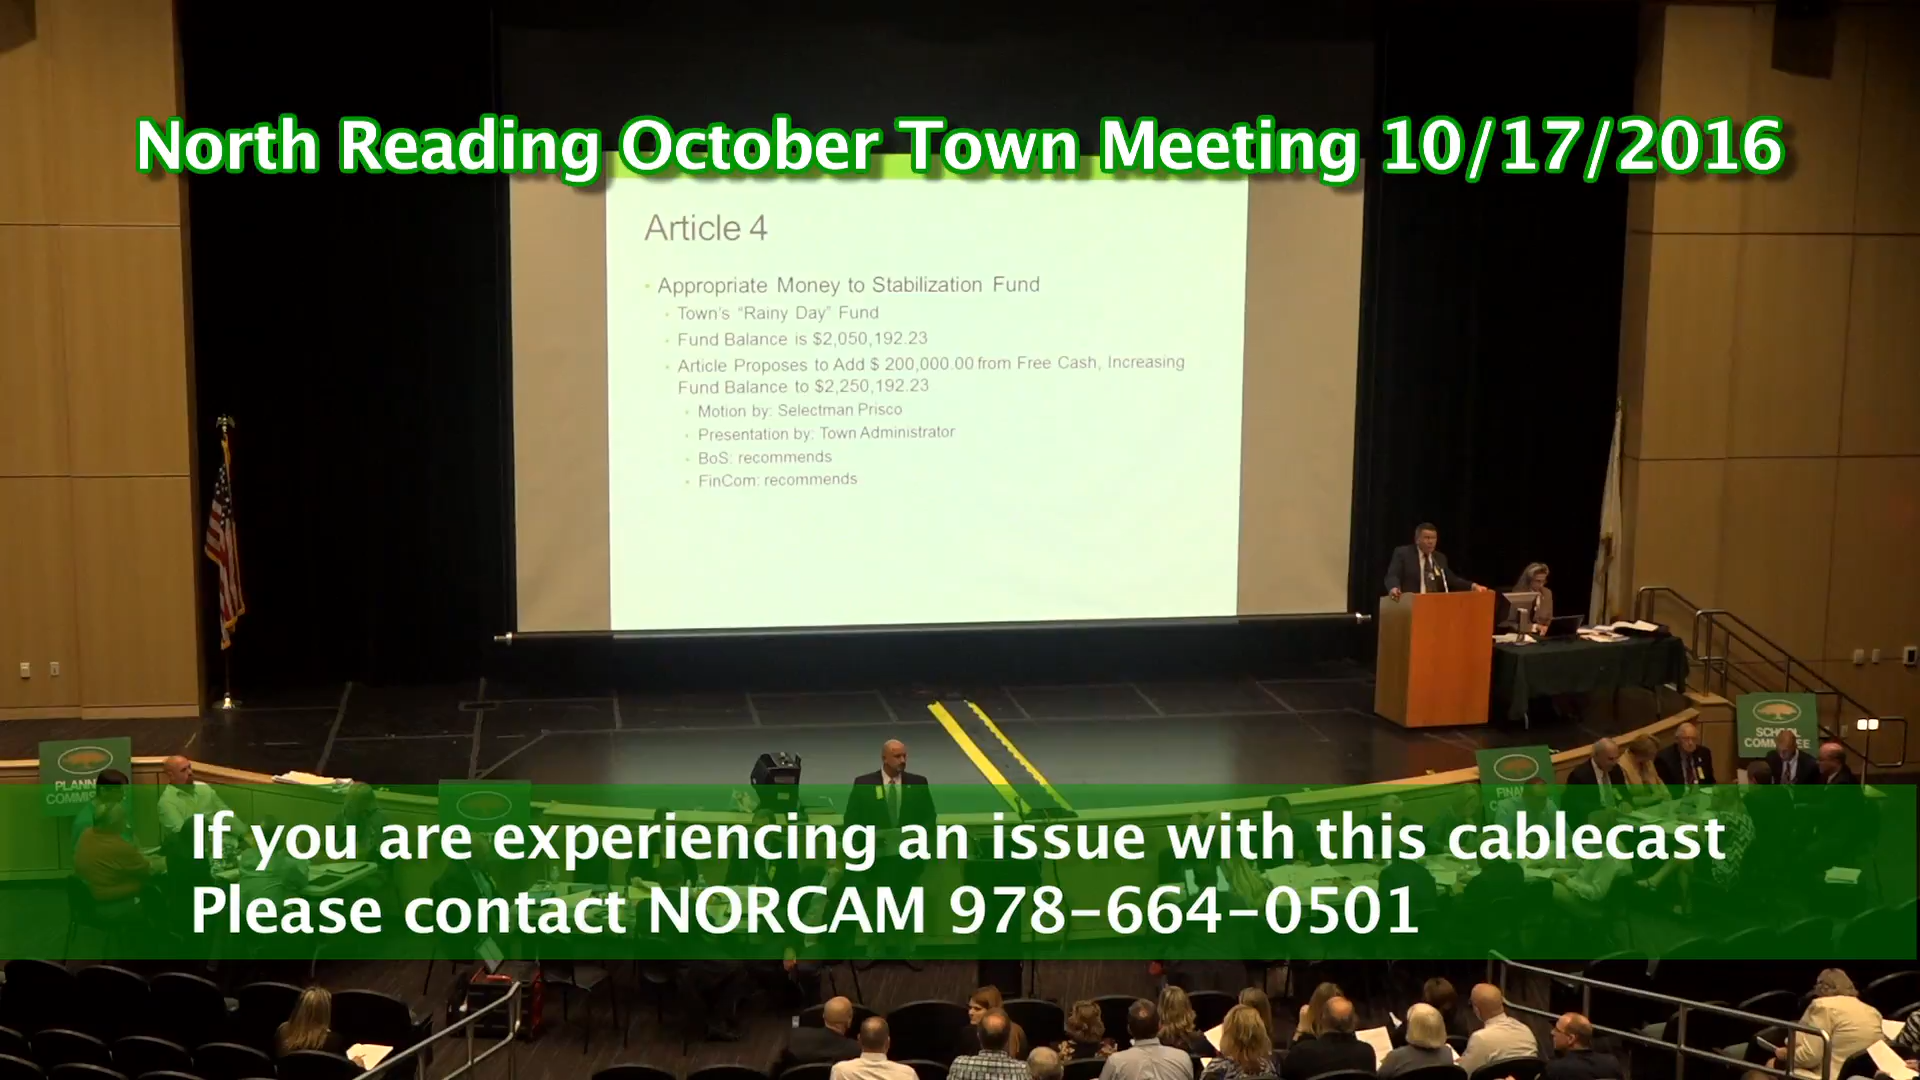 North Reading October Town Meeting 10/17/2016
Article 4
Appropriate Money to Stabilization Fund
Town's "Rainy Day" Fund
Fund Balance is $2,050,192.23
Article Proposes to Add $ 200,000.00 from Free Cash, Increasing
Fund Balance to $2,250,192.23
Motion by: Selectman Prisco
Presentation by: Town Administrator
BoS: recommends
FinCom: recommends
SCHOOL
COMMITTEE
If you are experiencing an issue with this cablecast
Please contact NORCAM 978-664-0501